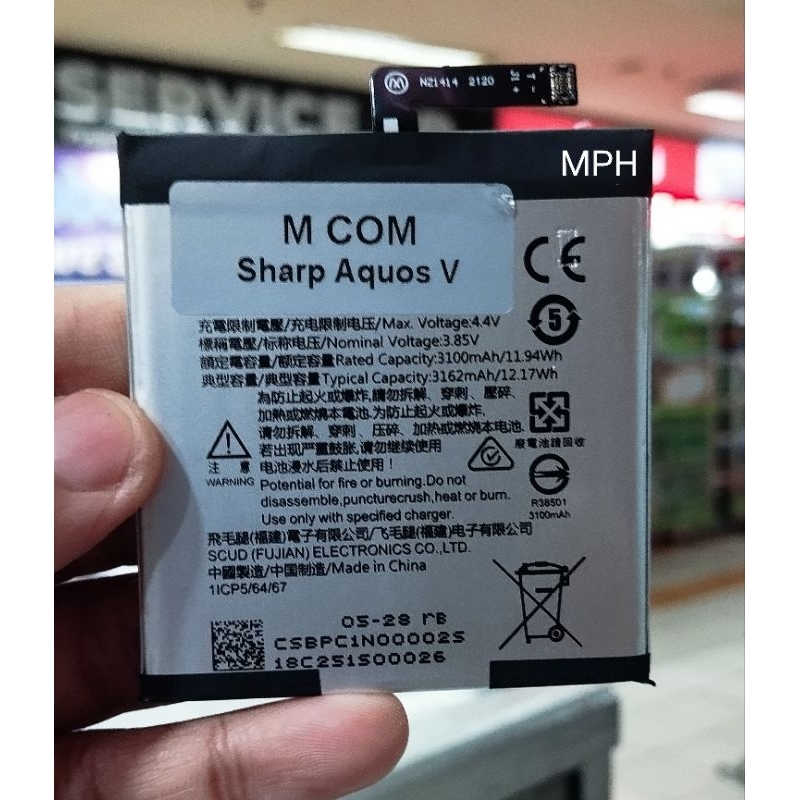 SERVICE
N21414 2120
J1 T
+ -
MPH
M COM
Sharp Aquos V
CE
5
充電限制電壓/充电限制电压/Max. Voltage:4.4V
標稱電壓/标称电压/Nominal Voltage:3.85V
額定電容量/额定容量Rated Capacity:3100mAh/11.94Wh
典型容量/典型容量Typical Capacity:3162mAh/12.17Wh
為防止起火或爆炸,請勿拆解、穿刺、壓碎、
加熱或燃燒本電池.为防止起火或爆炸,
请勿拆解、穿刺、压碎、加热或燃烧本电池.
若出现严重鼓胀,请勿继续使用
电池浸水后禁止使用!
注 意
WARNING
Potential for fire or burning.Do not
disassemble,puncturecrush,heat or burn.
Use only with specified charger.
廢電池請回收
R38501
3100mAh
飛毛腿(福建)電子有限公司/飞毛腿(福建)电子有限公司
SCUD (FUJIAN) ELECTRONICS CO.,LTD.
中國製造/中国制造/Made in China
1ICP5/64/67
05-28 rB
CSBPC1N00002S
18C251S00026